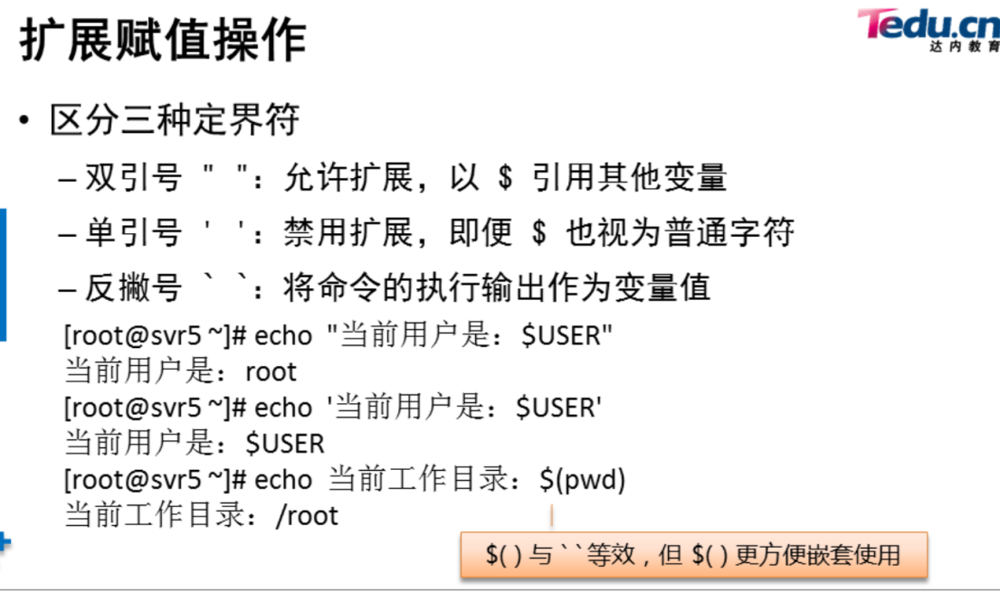 扩展赋值操作
Tedu.cn
达内教育
• 区分三种定界符
– 双引号 " "：允许扩展，以 $ 引用其他变量
– 单引号 ' '：禁用扩展，即便 $ 也视为普通字符
– 反撇号 ` `：将命令的执行输出作为变量值
[root@svr5 ~]# echo "当前用户是：$USER"
当前用户是：root
[root@svr5 ~]# echo '当前用户是：$USER'
当前用户是：$USER
[root@svr5 ~]# echo 当前工作目录：$(pwd)
当前工作目录：/root
$( ) 与 ` ` 等效，但 $( ) 更方便嵌套使用